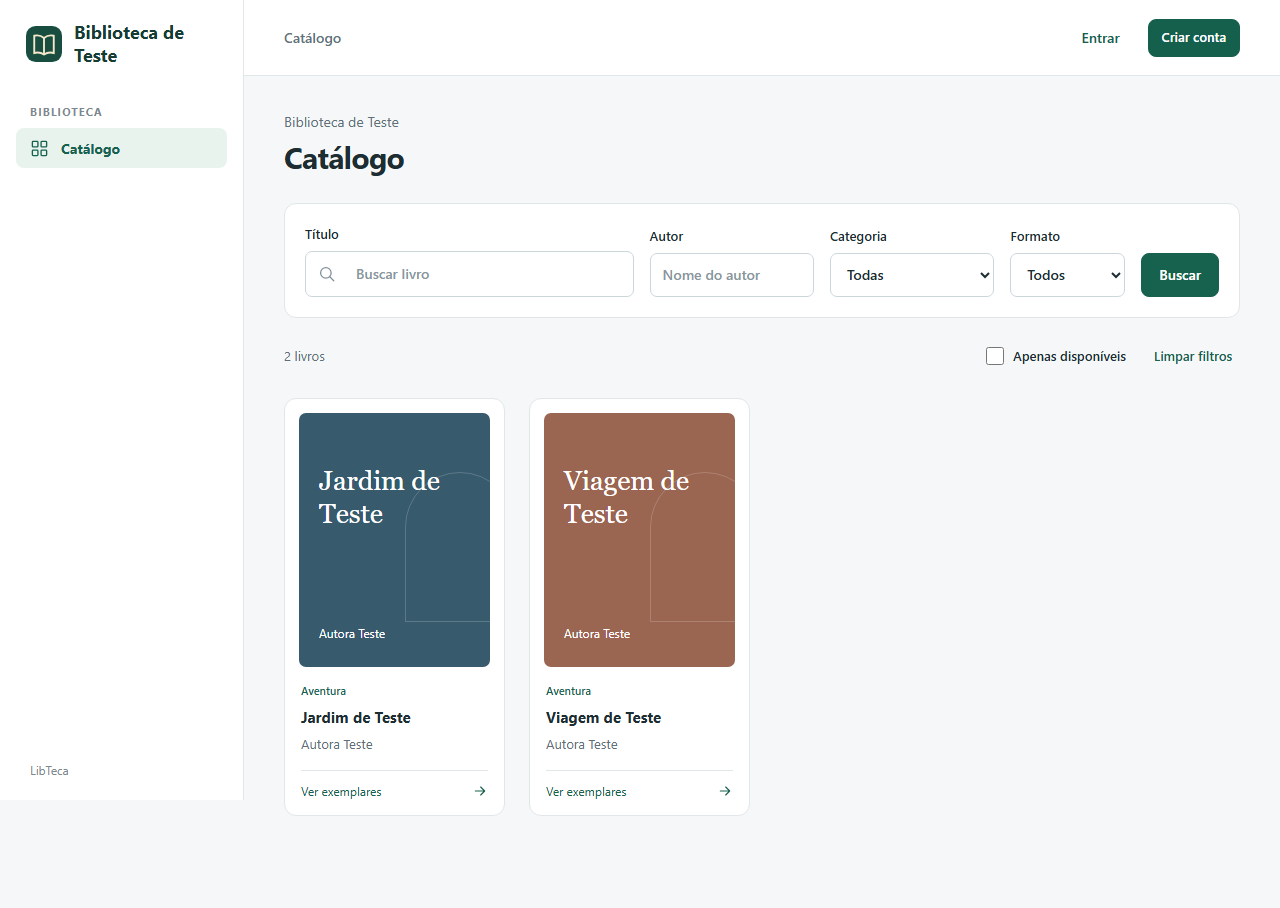 Biblioteca de
Teste
BIBLIOTECA
Catálogo
LibTeca
Catálogo
Entrar
Criar conta
Biblioteca de Teste
Catálogo
Título
Buscar livro
Autor
Nome do autor
Categoria
Todas
Formato
Todos
Buscar
2 livros
Apenas disponíveis
Limpar filtros
Jardim de
Teste
Autora Teste
Aventura
Jardim de Teste
Autora Teste
Ver exemplares
Viagem de
Teste
Autora Teste
Aventura
Viagem de Teste
Autora Teste
Ver exemplares